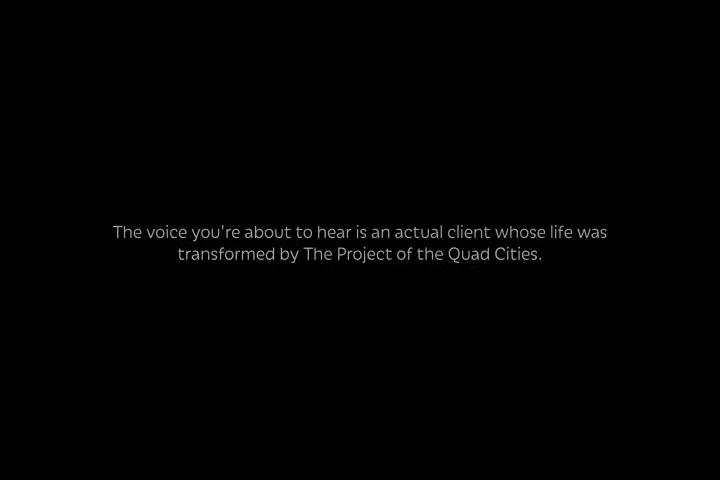 The voice you're about to hear is an actual client whose life was
transformed by The Project of the Quad Cities.